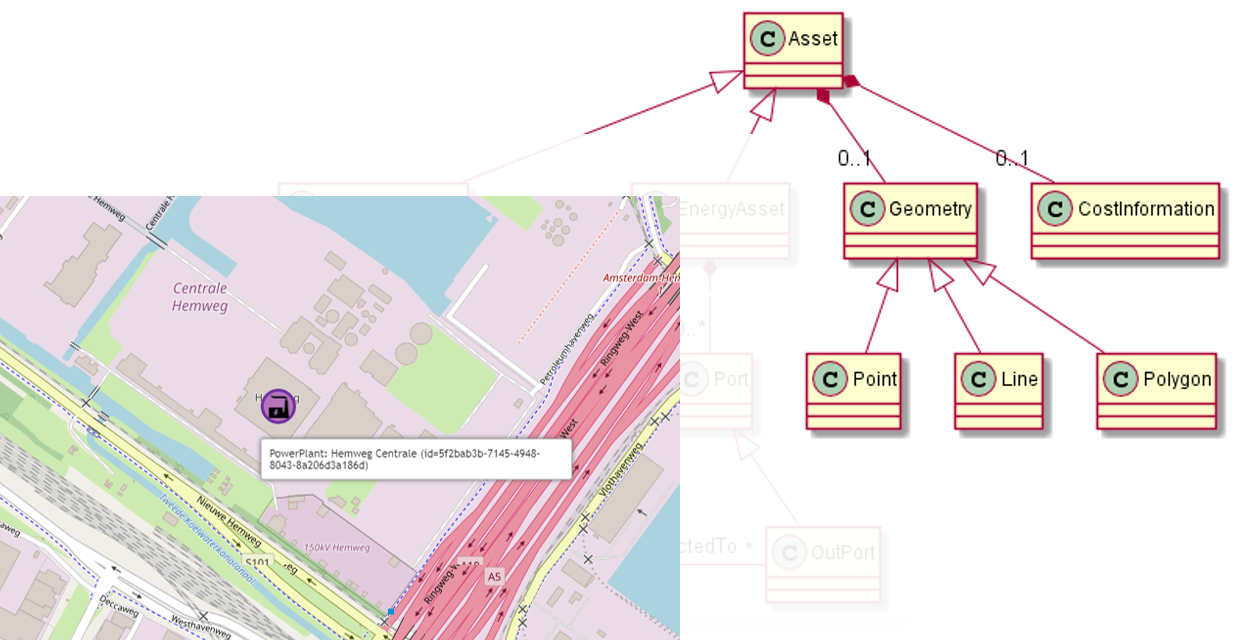 C Asset
0..1
0..1
EnergyAsset
C Geometry
C CostInformation
..*
Port
C Point
C Line
C Polygon
ctedTo *
C OutPort
Hemweg
Centrale
Centrale
Hemweg
Petroleumhavenweg
Ringweg-West
PowerPlant: Hemweg Centrale (id=5f2bab3b-7145-4948-
8043-8a206d3a186d)
West
Vlothavenweg
Nieuwe Hemweg
Tweede Koelwaterkanaal
150kV Hemweg
S101
A5
Deccaweg
Westhavenweg